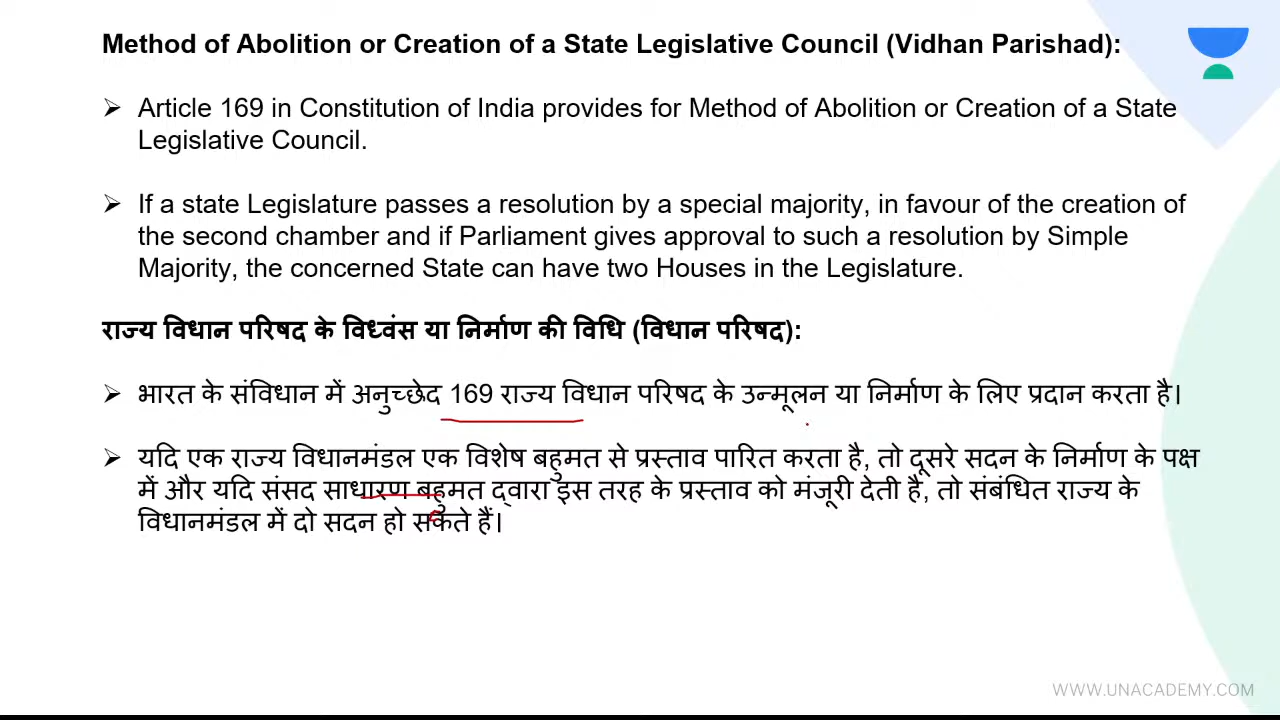 Method of Abolition or Creation of a State Legislative Council (Vidhan Parishad):
➢ Article 169 in Constitution of India provides for Method of Abolition or Creation of a State
Legislative Council.
➢ If a state Legislature passes a resolution by a special majority, in favour of the creation of
the second chamber and if Parliament gives approval to such a resolution by Simple
Majority, the concerned State can have two Houses in the Legislature.
राज्य विधान परिषद के विध्वंस या निर्माण की विधि (विधान परिषद):
➢ भारत के संविधान में अनुच्छेद 169 राज्य विधान परिषद के उन्मूलन या निर्माण के लिए प्रदान करता है।
➢ यदि एक राज्य विधानमंडल एक विशेष बहुमत से प्रस्ताव पारित करता है, तो दूसरे सदन के निर्माण के पक्ष
में और यदि संसद साधारण बहुमत द्वारा इस तरह के प्रस्ताव को मंजूरी देती है, तो संबंधित राज्य के
विधानमंडल में दो सदन हो सकते हैं।
WWW.UNACADEMY.COM